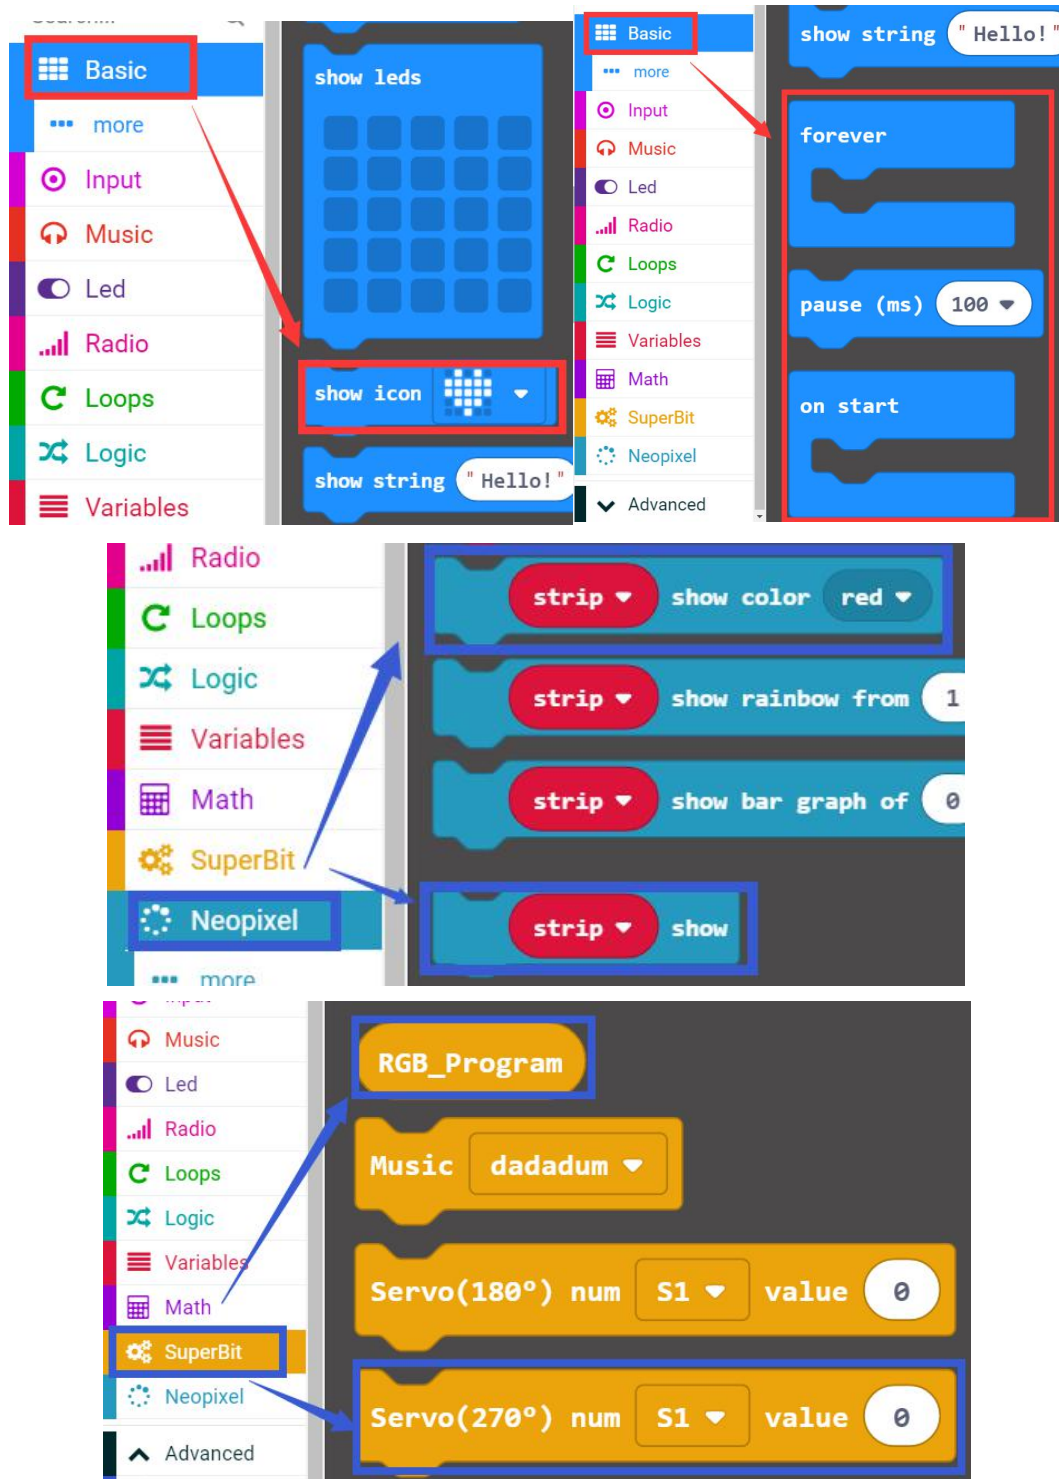 Basic
more
Input
Music
Led
Radio
Loops
Logic
Variables
show leds
show icon
show string "Hello!"
Basic
more
Input
Music
Led
Radio
Loops
Logic
Variables
Math
SuperBit
Neopixel
Advanced
show string "Hello!"
forever
pause (ms) 100
on start
Radio
Loops
Logic
Variables
Math
SuperBit
Neopixel
more
strip show color red
strip show rainbow from 1
strip show bar graph of 0
strip show
Music
Led
Radio
Loops
Logic
Variables
Math
SuperBit
Neopixel
Advanced
RGB_Program
Music dadadum
Servo(180°) num S1 value 0
Servo(270°) num S1 value 0